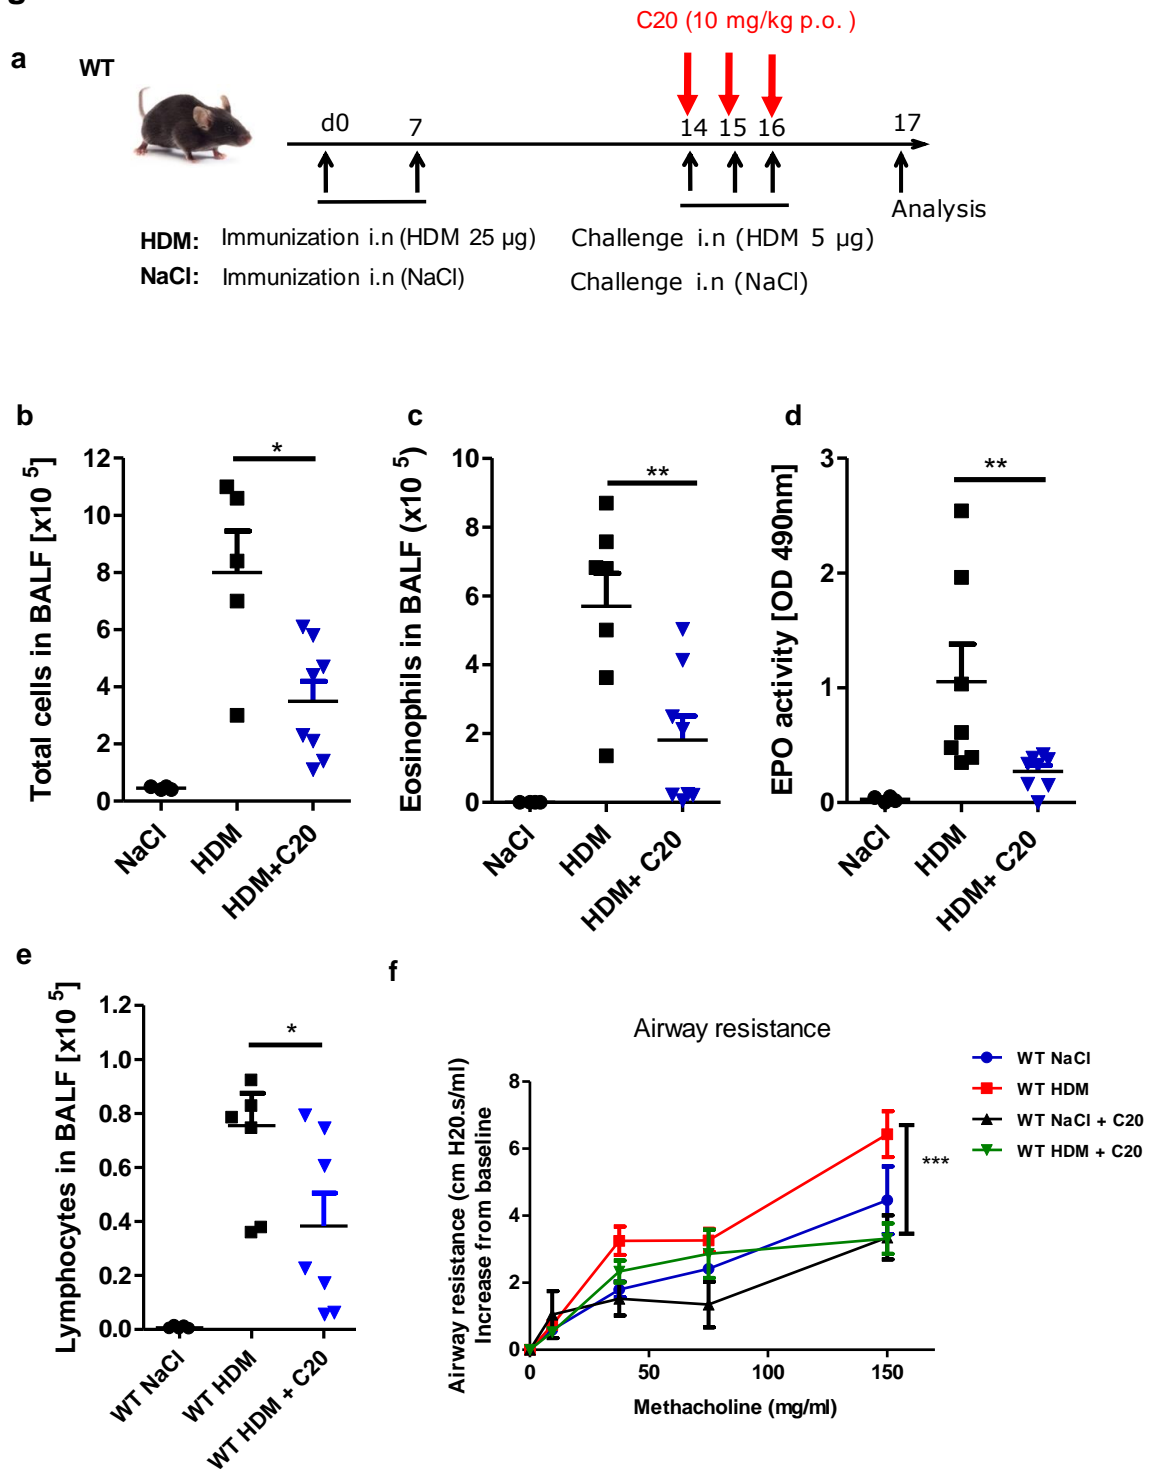 C20 (10 mg/kg p.o. )
a
WT
d0
7
14
15
16
17
Analysis
HDM: Immunization i.n (HDM 25 µg) Challenge i.n (HDM 5 µg)
NaCl: Immunization i.n (NaCl) Challenge i.n (NaCl)
b
Total cells in BALF [x10 5]
12
10
8
6
4
2
0
*
NaCl
HDM
HDM+C20
c
Eosinophils in BALF (x10 5)
10
8
6
4
2
0
**
NaCl
HDM
HDM+ C20
d
EPO activity [OD 490nm]
3
2
1
0
**
NaCl
HDM
HDM+ C20
e
Lymphocytes in BALF [x10 5]
1.2
1.0
0.8
0.6
0.4
0.2
0.0
*
WT NaCl
WT HDM
WT HDM + C20
f
Airway resistance
Airway resistance (cm H20.s/ml)
Increase from baseline
8
6
4
2
0
0
50
100
150
Methacholine (mg/ml)
***
WT NaCl
WT HDM
WT NaCl + C20
WT HDM + C20